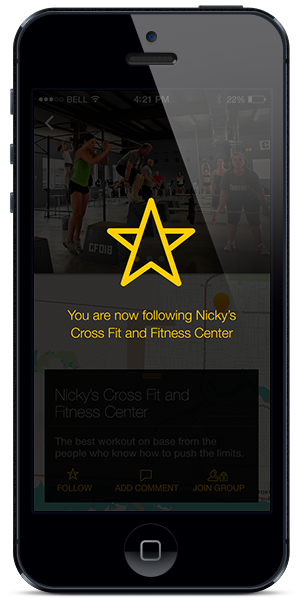 BELL 4:21 PM 22%
CFD18
You are now following Nicky's
Cross Fit and Fitness Center
Nicky's Cross Fit and
Fitness Center
The best workout on base from the
people who know how to push the limits.
FOLLOW ADD COMMENT JOIN GROUP